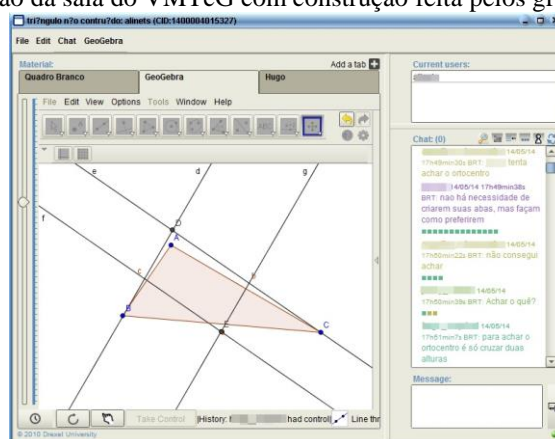 ão da sala do VMTcG com construção feita pelos gr
tri?ngulo n?o contru?do: alinets (CID:1400084015327)
File Edit Chat GeoGebra
Material:
Add a tab
Current users:
Quadro Branco
GeoGebra
Hugo
File Edit View Options Tools Window Help
Chat: (0)
14/05/14
17h49min38s BRT: tenta
achar o ortocentro
14/05/14 17h49min38s
BRT: nao há necessidade de
criarem suas abas, mas façam
como preferirem
14/05/14
17h50min22s BRT: não consegui
achar
14/05/14
17h50min39s BRT: Achar o quê?
14/05/14
17h51min7s BRT: para achar o
ortocentro é só cruzar duas
alturas
e
d
g
f
D
A
c
b
B
E
C
Message:
Take Control
History:
had control
Line thr
© 2010 Drexel University